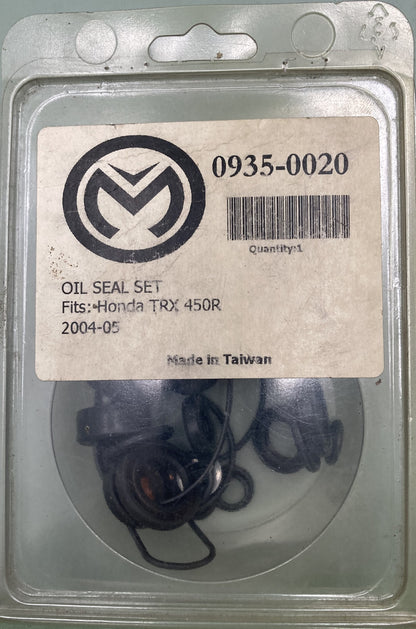 0935-0020
Quantity:1
OIL SEAL SET
Fits: Honda TRX 450R
2004-05
Made in Taiwan